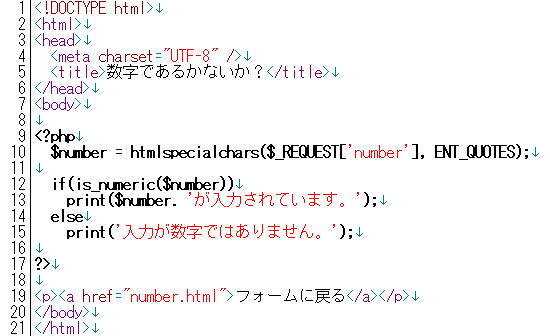 1 <!DOCTYPE html>↓
2 <html>↓
3 <head>↓
4   <meta charset="UTF-8" />↓
5   <title>数字であるかないか？</title>↓
6 </head>↓
7 <body>↓
8 ↓
9 <?php↓
10   $number = htmlspecialchars($_REQUEST['number'], ENT_QUOTES);↓
11 ↓
12   if(is_numeric($number))↓
13     print($number. 'が入力されています。');↓
14   else↓
15     print('入力が数字ではありません。');↓
16 ↓
17 ?>↓
18 ↓
19 <p><a href="number.html">フォームに戻る</a></p>↓
20 </body>↓
21 </html>↓